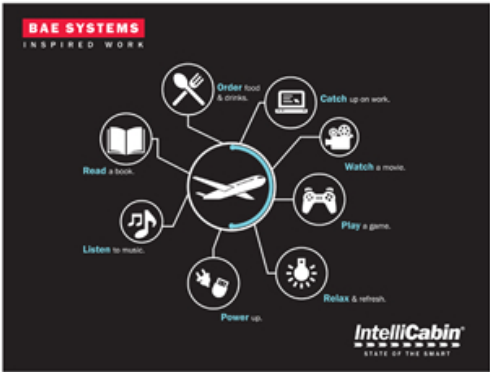 BAE SYSTEMS
INSPIRED WORK
Order food
& drinks.
Catch up on work.
Read a book.
Watch a movie.
Listen to music.
Play a game.
Power up.
Relax & refresh.
IntelliCabin®
STATE OF THE SMART